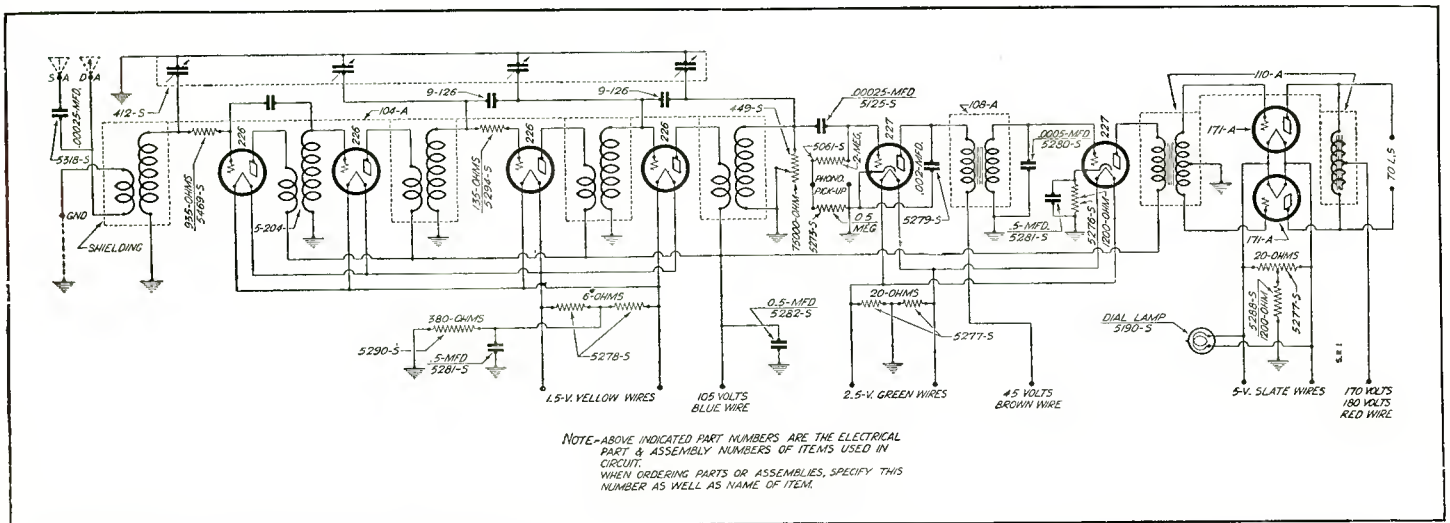 S A
D A
.00025-MFD.
5318-S
GND
SHIELDING
412-S
935-OHMS
5469-S
226
5-204
104-A
226
9-126
135-OHMS
5294-S
226
9-126
226
449-S
.00025-MFD
5125-S
5061-S
2-MEG.
PHONO.
PICK-UP
75000-OHM
5275-S
0.5
MEG
227
.002-MFD.
5279-S
108-A
.0005-MFD
5280-S
227
.5-MFD.
5281-S
5276-S
1200-OHM
110-A
171-A
171-A
TO L.S
20-OHMS
5288-S
1200-OHM
5277-S
DIAL LAMP
5190-S
S.R.I
380-OHMS
5290-S
.5-MFD
5281-S
6-OHMS
5278-S
0.5-MFD
5282-S
20-OHMS
5277-S
1.5-V. YELLOW WIRES
105 VOLTS
BLUE WIRE
2.5-V. GREEN WIRES
45 VOLTS
BROWN WIRE
5-V. SLATE WIRES
170 VOLTS
180 VOLTS
RED WIRE
NOTE-ABOVE INDICATED PART NUMBERS ARE THE ELECTRICAL
PART & ASSEMBLY NUMBERS OF ITEMS USED IN
CIRCUIT.
WHEN ORDERING PARTS OR ASSEMBLIES, SPECIFY THIS
NUMBER AS WELL AS NAME OF ITEM.